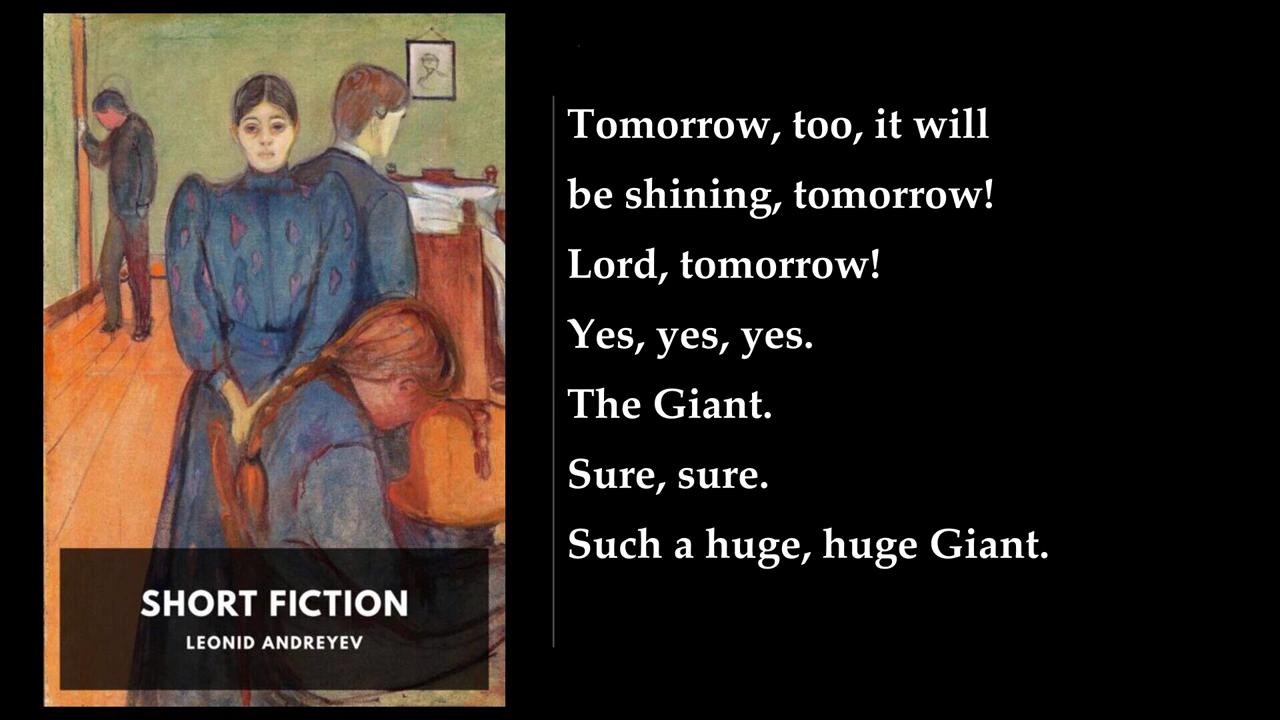 Tomorrow, too, it will
be shining, tomorrow!
Lord, tomorrow!
Yes, yes, yes.
The Giant.
Sure, sure.
Such a huge, huge Giant.
SHORT FICTION
LEONID ANDREYEV